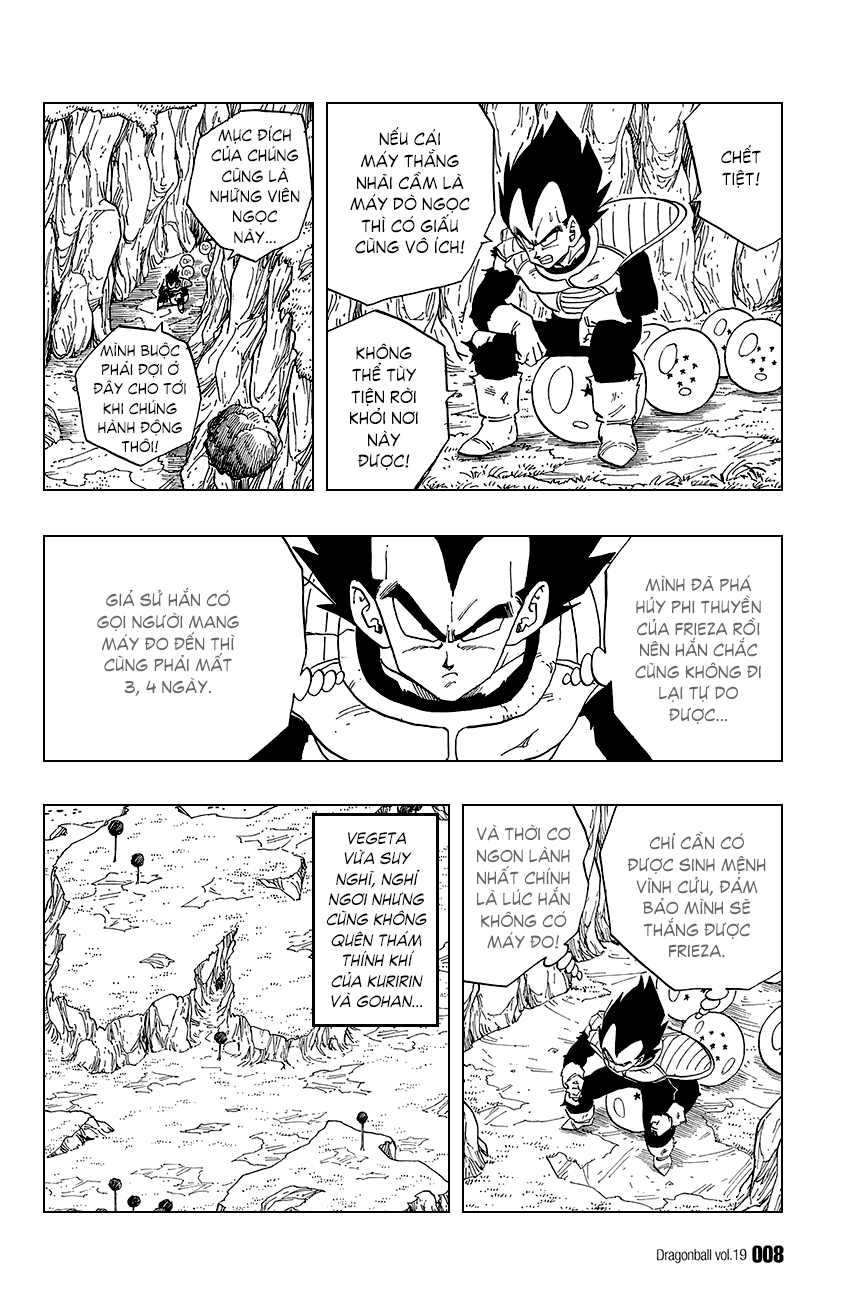 CHẾT
TIỆT!
NẾU CÁI
MÁY THẰNG
NHÃI CẦM LÀ
MÁY DÒ NGỌC
THÌ CÓ GIẤU
CŨNG VÔ ÍCH!
KHÔNG
THỂ TÙY
TIỆN RỜI
KHỎI NƠI
NÀY
ĐƯỢC!
MỤC ĐÍCH
CỦA CHÚNG
CŨNG LÀ
NHỮNG VIÊN
NGỌC
NÀY...
MÌNH BUỘC
PHẢI ĐỢI Ở
ĐÂY CHO TỚI
KHI CHÚNG
HÀNH ĐỘNG
THÔI!
MÌNH ĐÃ PHÁ
HỦY PHI THUYỀN
CỦA FRIEZA RỒI
NÊN HẮN CHẮC
CŨNG KHÔNG ĐI
LẠI TỰ DO
ĐƯỢC...
GIẢ SỬ HẮN CÓ
GỌI NGƯỜI MANG
MÁY ĐO ĐẾN THÌ
CŨNG PHẢI MẤT
3, 4 NGÀY.
CHỈ CẦN CÓ
ĐƯỢC SINH MỆNH
VĨNH CỬU, ĐẢM
BẢO MÌNH SẼ
THẮNG ĐƯỢC
FRIEZA.
VÀ THỜI CƠ
NGON LÀNH
NHẤT CHÍNH
LÀ LÚC HẮN
KHÔNG CÓ
MÁY ĐO!
VEGETA
VỪA SUY
NGHĨ, NGHỈ
NGƠI NHƯNG
CŨNG KHÔNG
QUÊN THÁM
THÍNH KHÍ
CỦA KURIRIN
VÀ GOHAN...
Dragonball vol.19 008